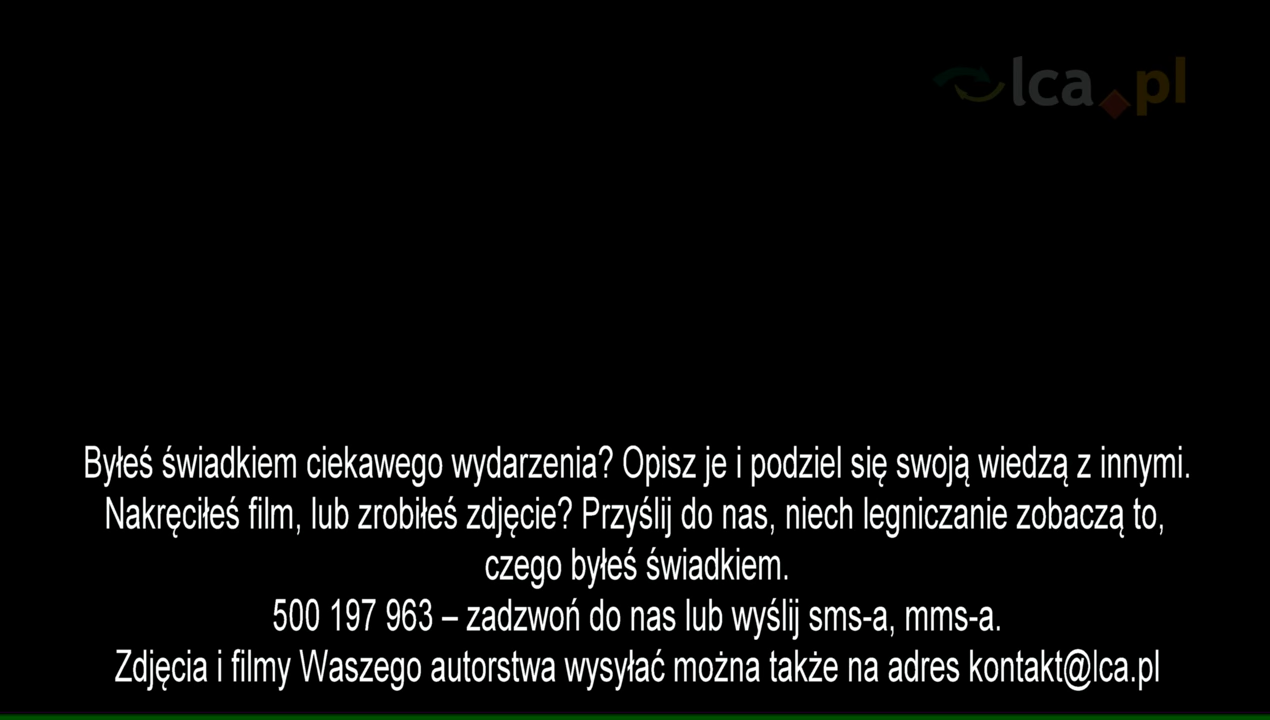 lca.pl
Byłeś świadkiem ciekawego wydarzenia? Opisz je i podziel się swoją wiedzą z innymi.
Nakręciłeś film, lub zrobiłeś zdjęcie? Przyślij do nas, niech legniczanie zobaczą to,
czego byłeś świadkiem.
500 197 963 – zadzwoń do nas lub wyślij sms-a, mms-a.
Zdjęcia i filmy Waszego autorstwa wysyłać można także na adres kontakt@lca.pl